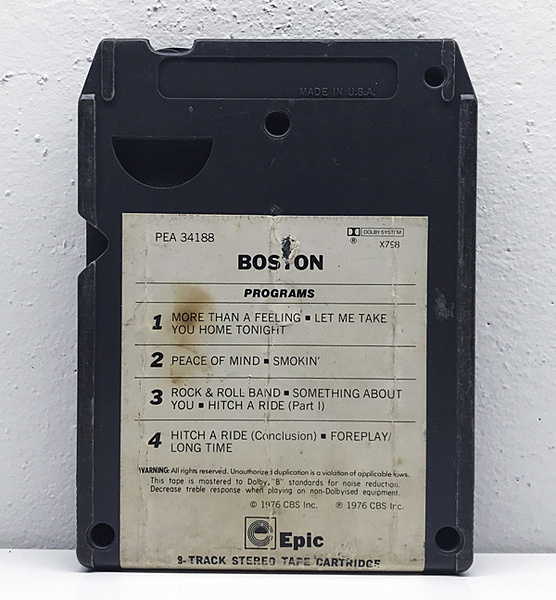 MADE IN U.S.A.
PEA 34188
DOLBY SYSTEM
®
X798
BOSTON
PROGRAMS
1 MORE THAN A FEELING ▪ LET ME TAKE
YOU HOME TONIGHT
2 PEACE OF MIND ▪ SMOKIN'
3 ROCK & ROLL BAND ▪ SOMETHING ABOUT
YOU ▪ HITCH A RIDE (Part I)
4 HITCH A RIDE (Conclusion) ▪ FOREPLAY/
LONG TIME
WARNING: All rights reserved. Unauthorized duplication is a violation of applicable laws.
This tape is mastered to Dolby "B" standards for noise reduction.
Decrease treble response when playing on non-Dolbyised equipment.
© 1976 CBS Inc. ℗ 1976 CBS Inc.
Epic
8-TRACK STEREO TAPE CARTRIDGE